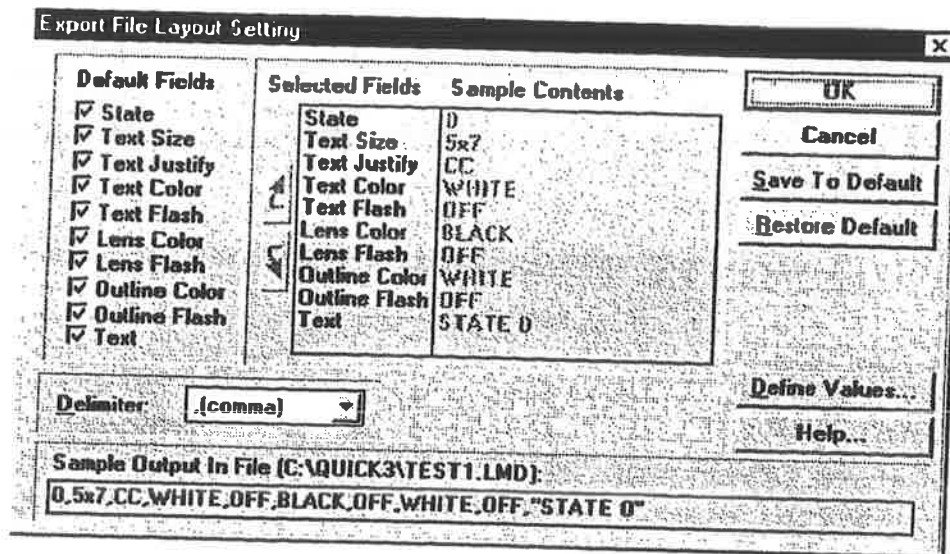 Export File Layout Setting
Default Fields
State
Text Size
Text Justify
Text Color
Text Flash
Lens Color
Lens Flash
Outline Color
Outline Flash
Text
Selected Fields Sample Contents
State 0
Text Size 5x7
Text Justify CC
Text Color WHITE
Text Flash OFF
Lens Color BLACK
Lens Flash OFF
Outline Color WHITE
Outline Flash OFF
Text STATE 0
OK
Cancel
Save To Default
Restore Default
Define Values...
Help...
Delimiter: ,(comma)
Sample Output In File (C:\QUICK3\TEST1.LMD):
0,5x7,CC,WHITE,OFF,BLACK,OFF,WHITE,OFF,"STATE 0"